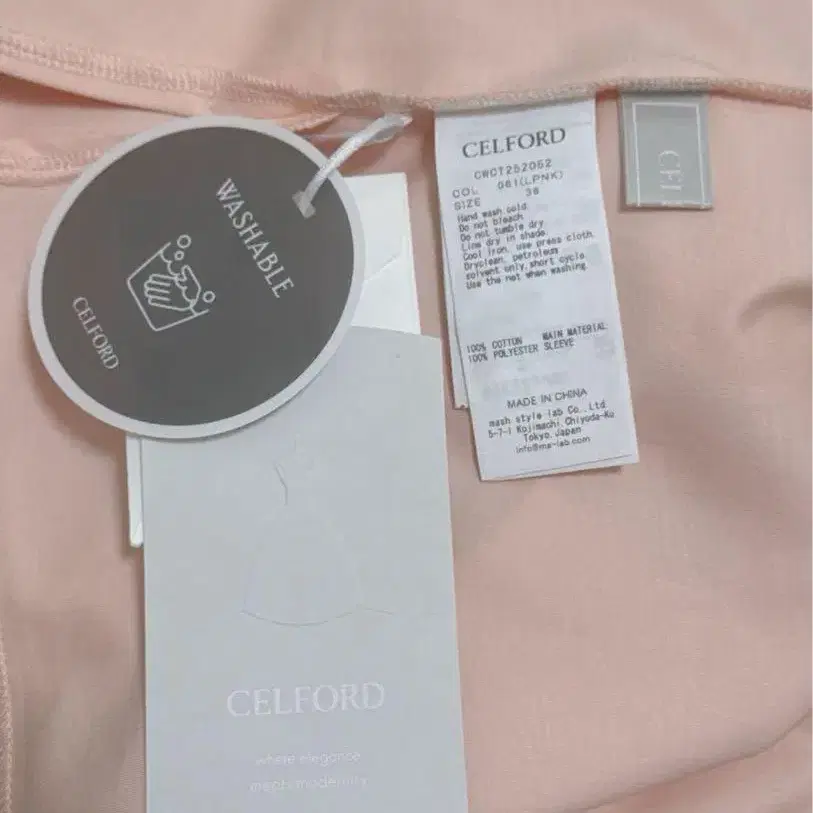 WASHABLE
CELFORD
CELFORD
where elegance
meets modernity
CELFORD
CWCT252052
COL 061(LPNK)
SIZE 38
Hand wash cold
Do not bleach
Do not tumble dry
Line dry in shade.
Cool iron, use press cloth.
Dryclean, petroleum
solvent only, short cycle.
Use the net when washing.
100% COTTON MAIN MATERIAL
100% POLYESTER SLEEVE
MADE IN CHINA
mash style lab Co., Ltd.
5-7-1 Kojimachi, Chiyoda-Ku
Tokyo, Japan
info@ms-lab.com
CEL